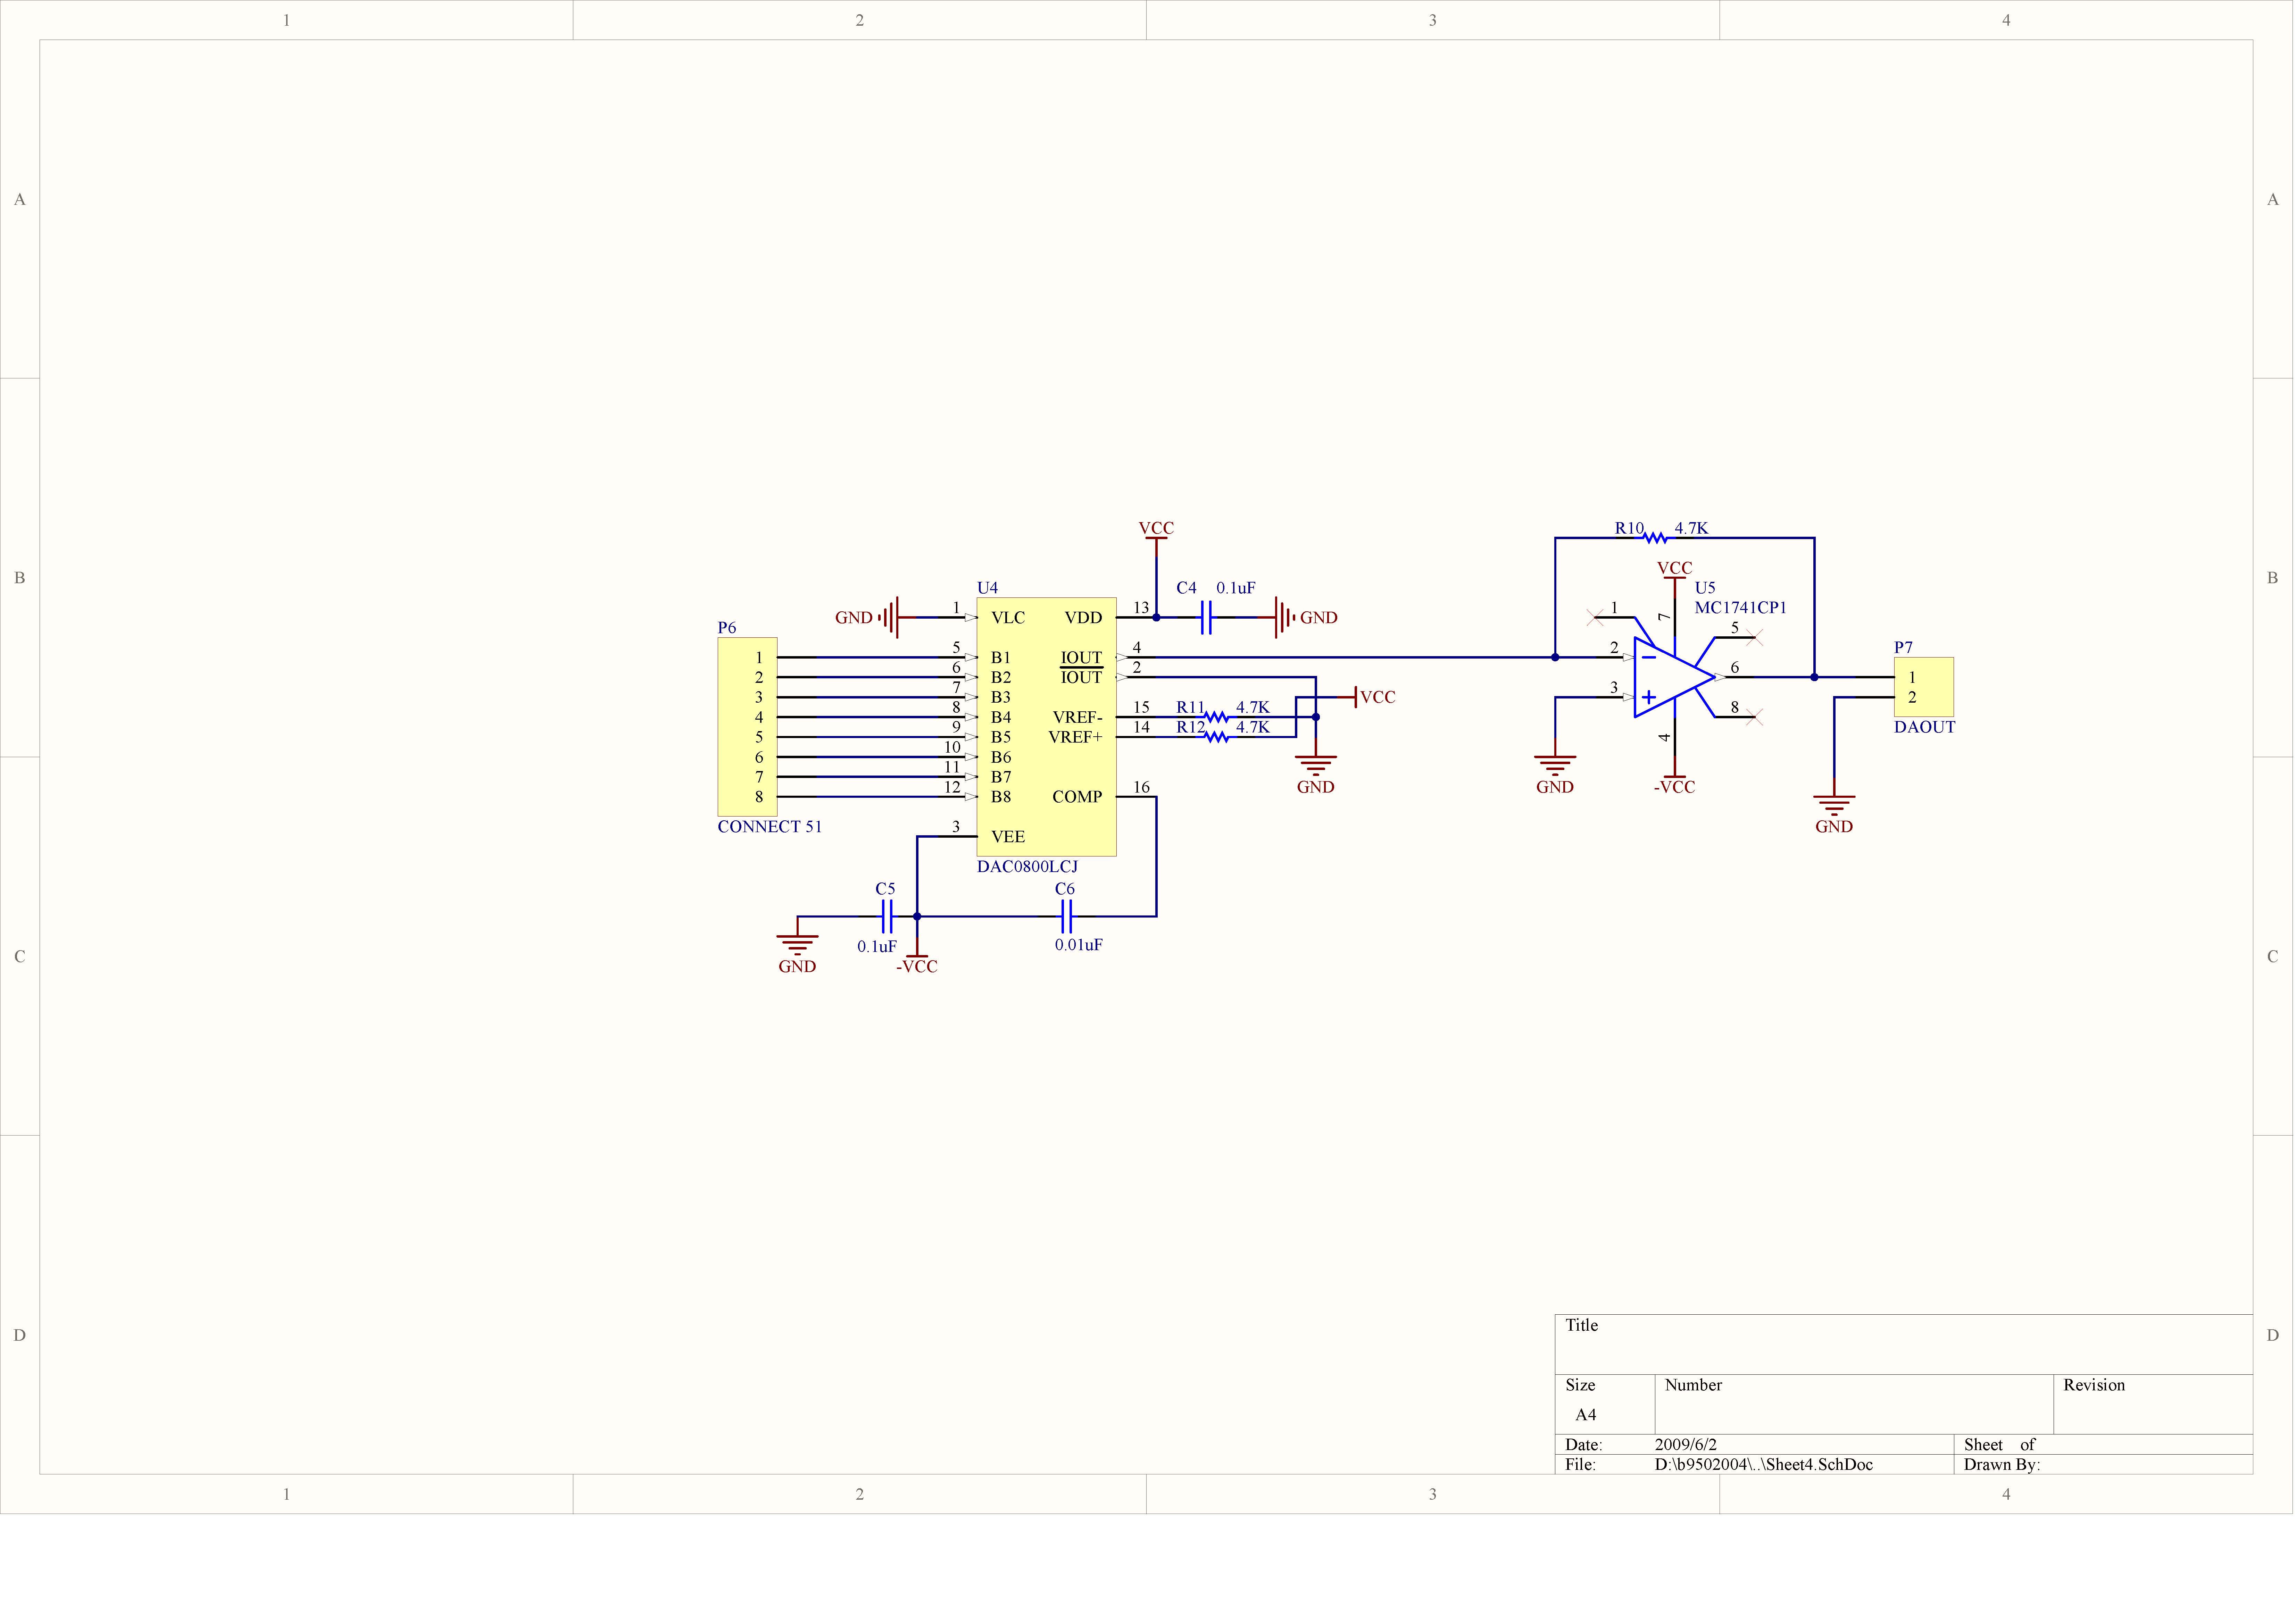 1 2 3 4
A A
VCC
R10 4.7K
VCC
B B
U4 C4 0.1uF U5
MC1741CP1
GND 1 VLC VDD 13 GND
1 7 5
P6 P7
1 5 B1 IOUT 4 2 6 1
2 6 B2 IOUT 2 3 2
3 7 B3 VCC
4 8 B4 VREF- 15 R11 4.7K 8
5 9 B5 VREF+ 14 R12 4.7K 4 DAOUT
6 10 B6
7 11 B7 GND GND -VCC
8 12 B8 COMP 16
CONNECT 51 GND
3 VEE
DAC0800LCJ
C5 C6
0.1uF 0.01uF
C C
GND -VCC
Title
D D
Size Number Revision
A4
Date: 2009/6/2 Sheet of
File: D:\b9502004\..\Sheet4.SchDoc Drawn By:
1 2 3 4